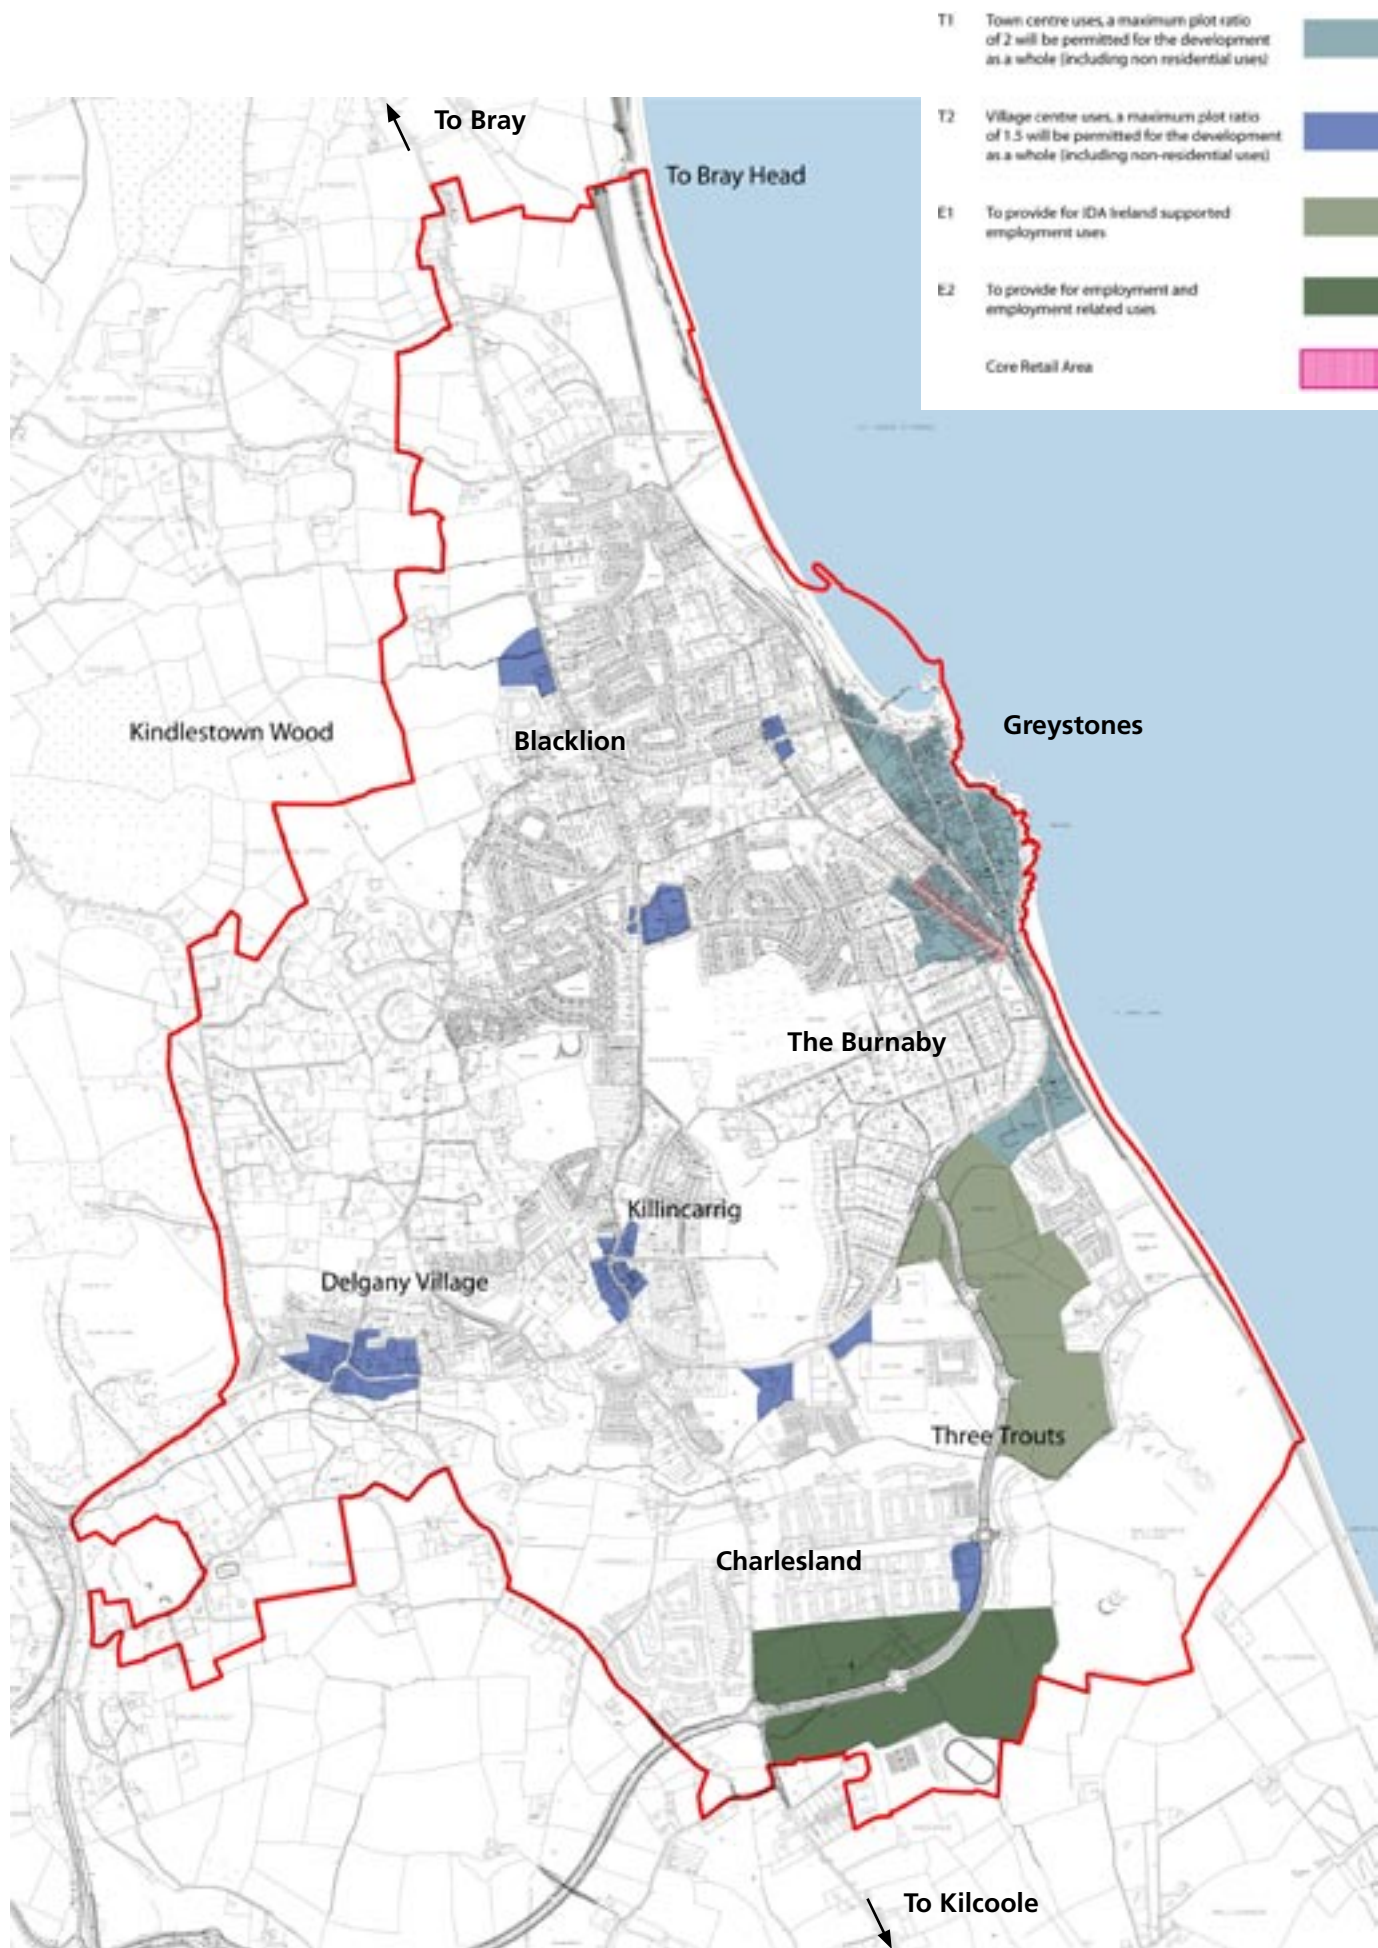 T1 Town centre uses, a maximum plot ratio
of 2 will be permitted for the development
as a whole (including non residential uses)
T2 Village centre uses, a maximum plot ratio
of 1.5 will be permitted for the development
as a whole (including non-residential uses)
E1 To provide for IDA Ireland supported
employment uses
E2 To provide for employment and
employment related uses
Core Retail Area
To Bray
To Bray Head
Greystones
Kindlestown Wood
Blacklion
The Burnaby
Killincarrig
Delgany Village
Three Trouts
Charlesland
To Kilcoole